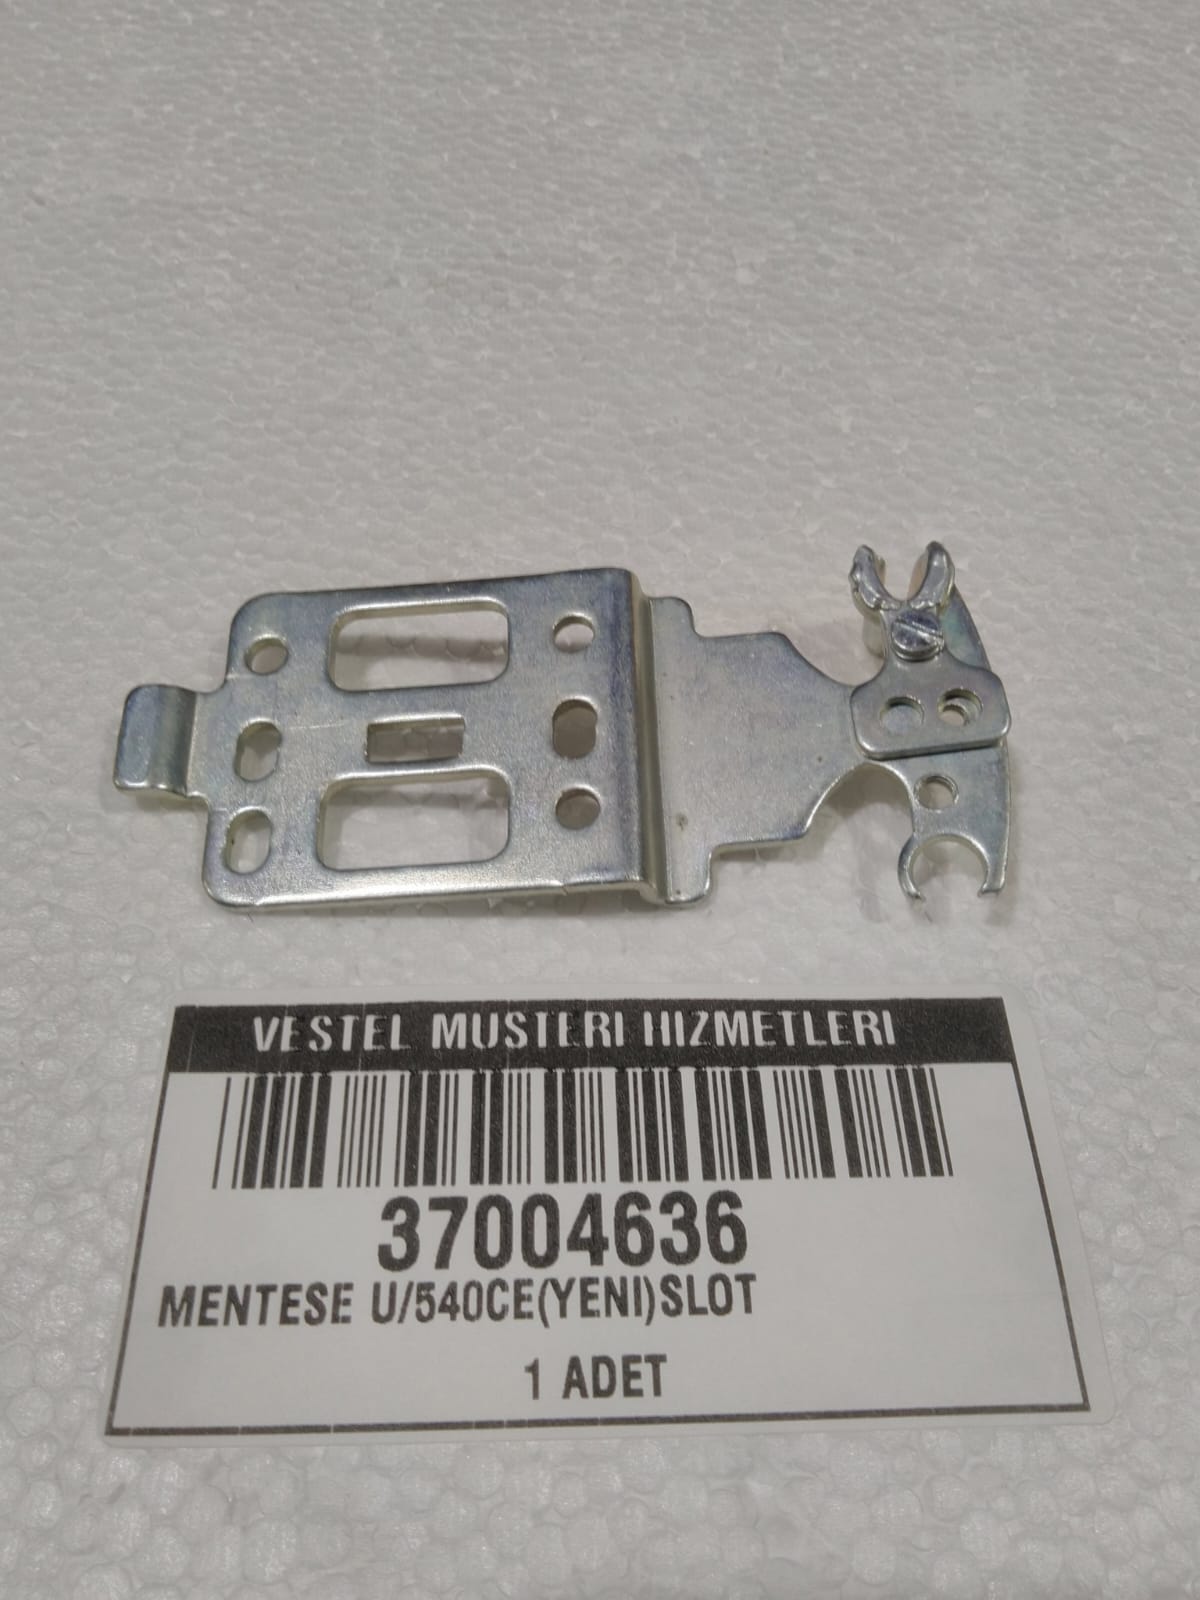 VESTEL MUSTERI HIZMETLERI
37004636
MENTESE U/540CE(YENI)SLOT
1 ADET